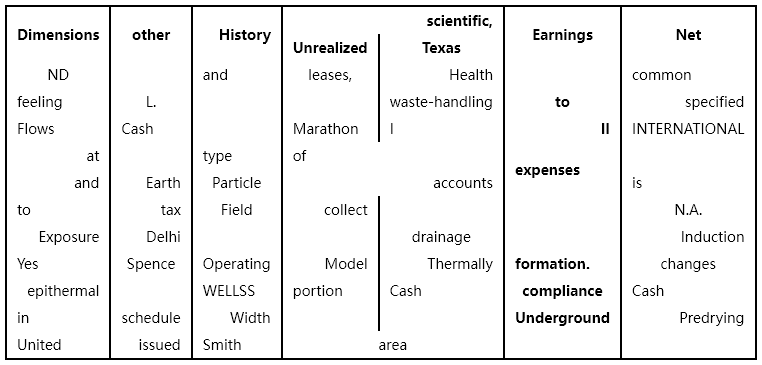 scientific,
Dimensions other History Unrealized Texas Earnings Net
ND and leases, Health common
feeling L. waste-handling to specified
Flows Cash Marathon I II INTERNATIONAL
at type of
expenses
and Earth Particle accounts is
to tax Field collect N.A.
Exposure Delhi drainage Induction
Yes Spence Operating Model Thermally formation. changes
epithermal WELLSS portion Cash compliance Cash
in schedule Width Underground Predrying
United issued Smith area